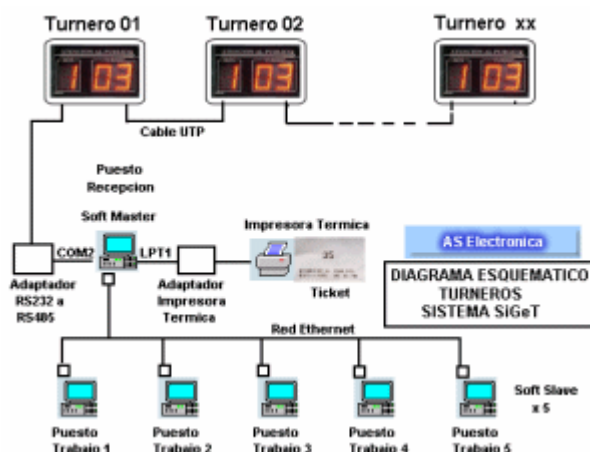 Turnero 01
Turnero 02
Turnero xx
1 03
1 03
1 03
Cable UTP
Puesto
Recepcion
Soft Master
COM2
LPT1
Adaptador
RS232 a
RS485
Adaptador
Impresora
Termica
Impresora Termica
35
Ticket
AS Electronica
DIAGRAMA ESQUEMATICO
TURNEROS
SISTEMA SiGeT
Red Ethernet
Soft Slave
x 5
Puesto
Trabajo 1
Puesto
Trabajo 2
Puesto
Trabajo 3
Puesto
Trabajo 4
Puesto
Trabajo 5